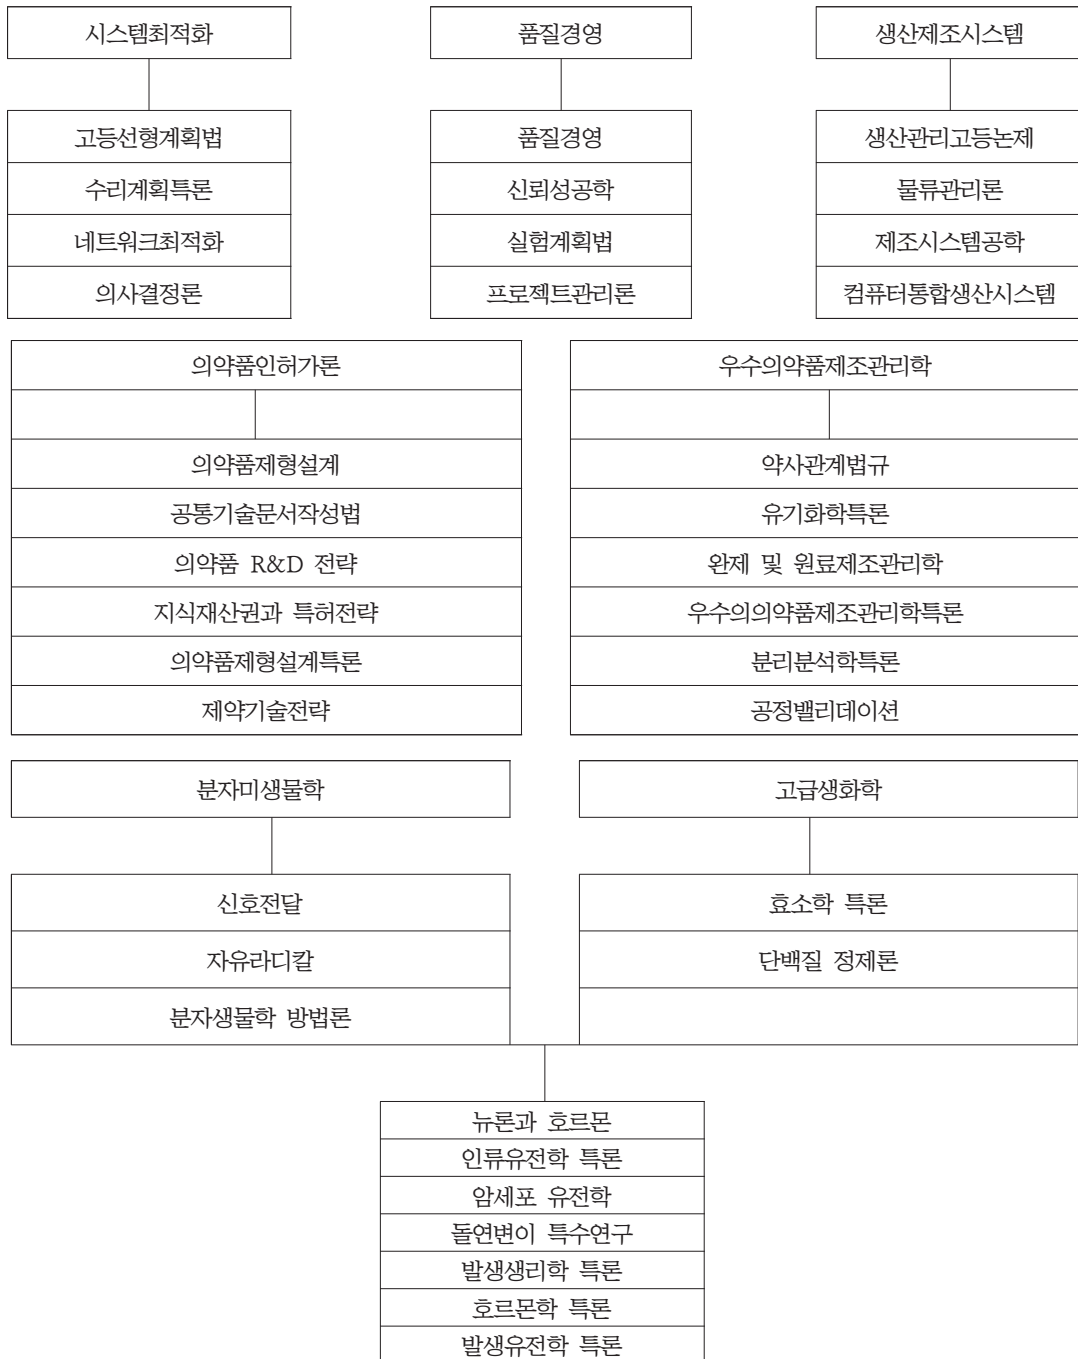 시스템최적화
품질경영
생산제조시스템
고등선형계획법
품질경영
생산관리고등논제
수리계획특론
신뢰성공학
물류관리론
네트워크최적화
실험계획법
제조시스템공학
의사결정론
프로젝트관리론
컴퓨터통합생산시스템
의약품인허가론
우수의약품제조관리학
의약품제형설계
약사관계법규
공통기술문서작성법
유기화학특론
의약품 R&D 전략
완제 및 원료제조관리학
지식재산권과 특허전략
우수의의약품제조관리학특론
의약품제형설계특론
분리분석학특론
제약기술전략
공정밸리데이션
분자미생물학
고급생화학
신호전달
효소학 특론
자유라디칼
단백질 정제론
분자생물학 방법론
뉴론과 호르몬
인류유전학 특론
암세포 유전학
돌연변이 특수연구
발생생리학 특론
호르몬학 특론
발생유전학 특론